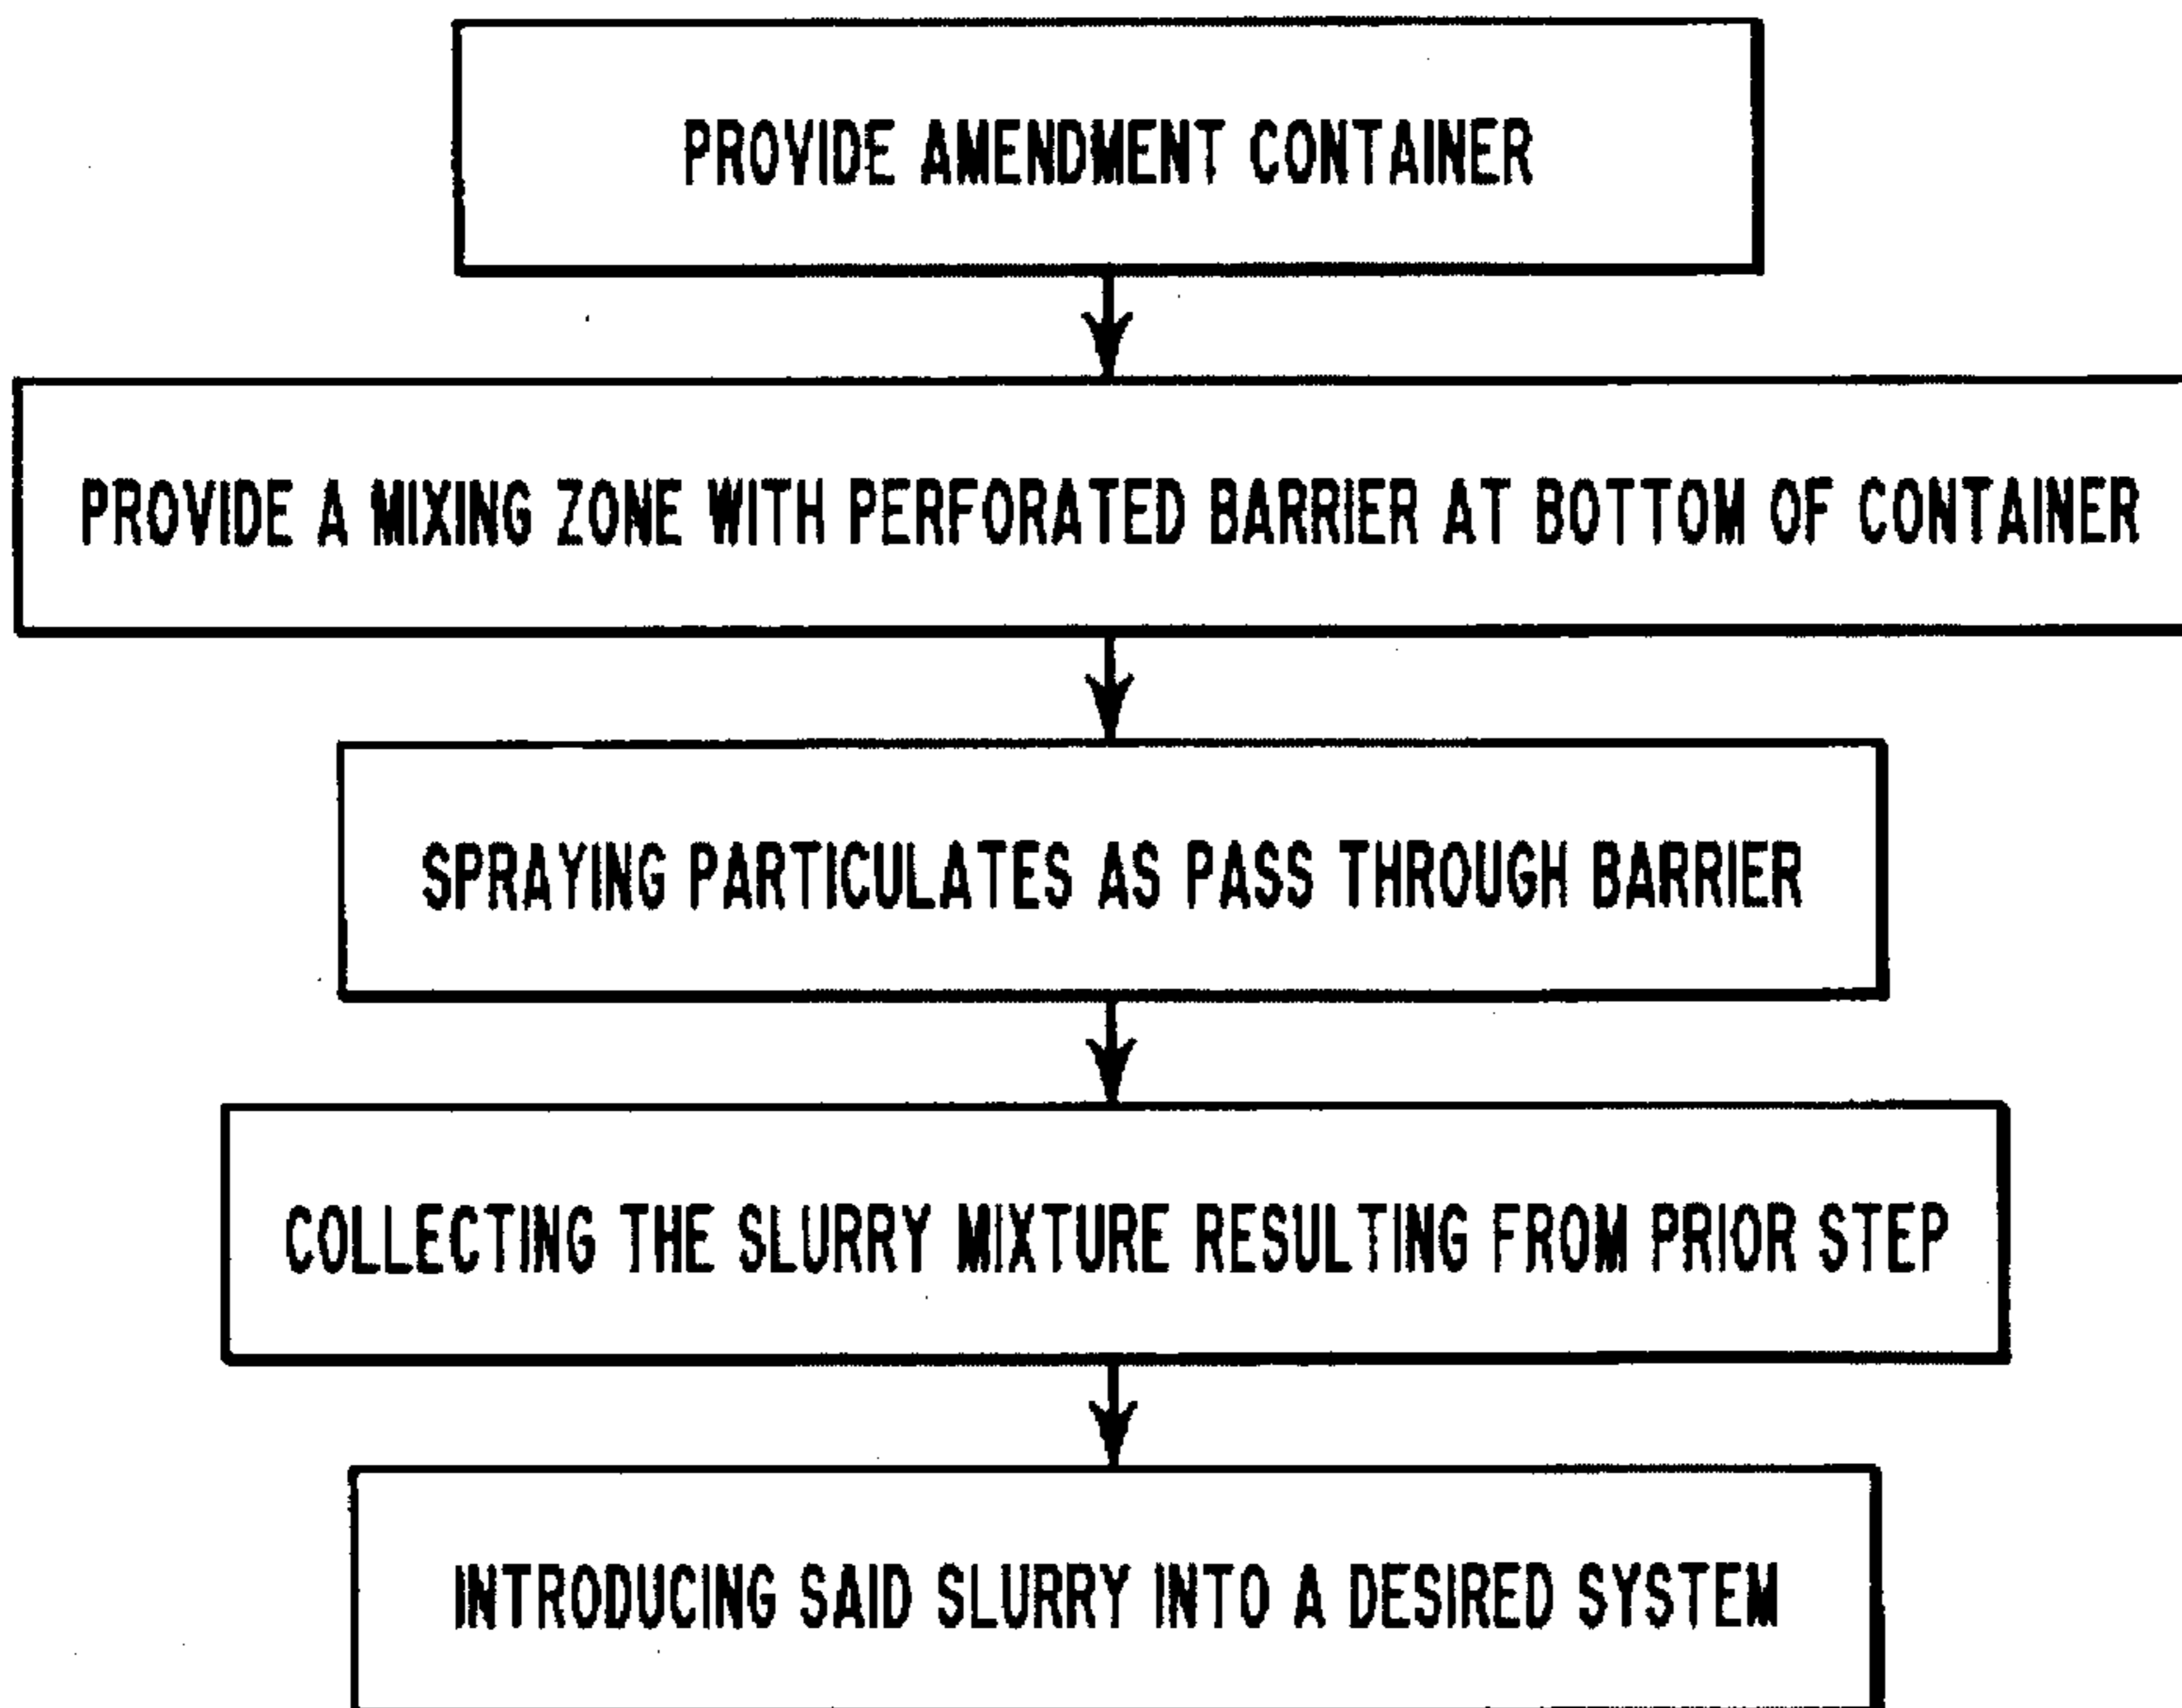 PROVIDE AMENDMENT CONTAINER
PROVIDE A MIXING ZONE WITH PERFORATED BARRIER AT BOTTOM OF CONTAINER
SPRAYING PARTICULATES AS PASS THROUGH BARRIER
COLLECTING THE SLURRY MIXTURE RESULTING FROM PRIOR STEP
INTRODUCING SAID SLURRY INTO A DESIRED SYSTEM